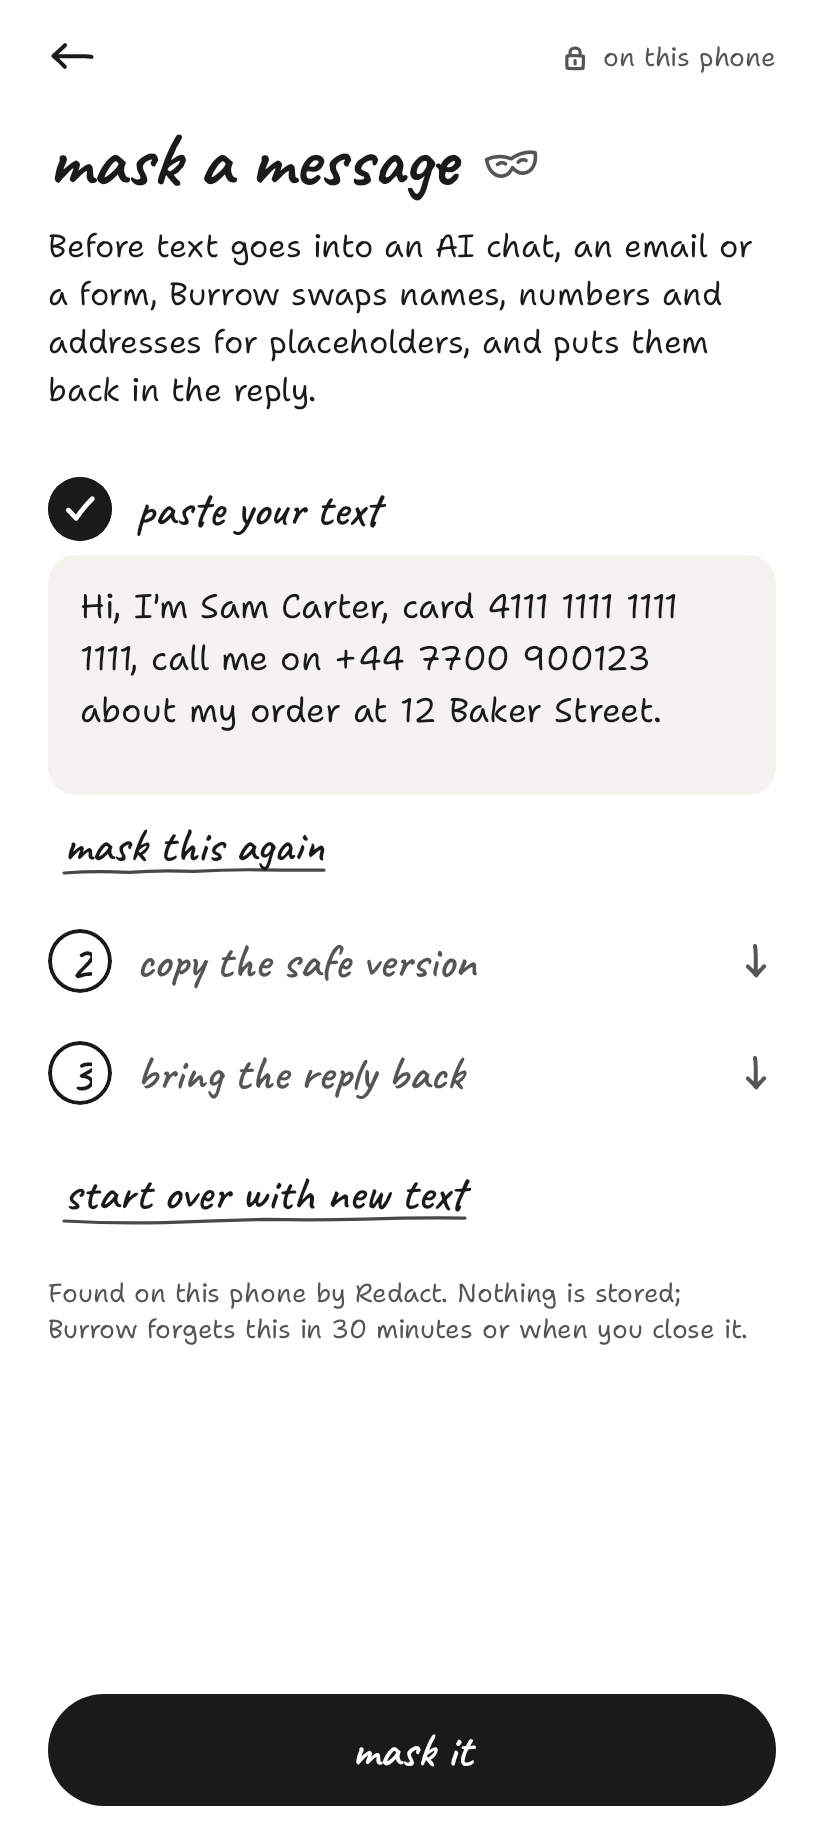 on this phone
mask a message
Before text goes into an AI chat, an email or
a form, Burrow swaps names, numbers and
addresses for placeholders, and puts them
back in the reply.
paste your text
Hi, I'm Sam Carter, card 4111 1111 1111
1111, call me on +44 7700 900123
about my order at 12 Baker Street.
mask this again
2 copy the safe version
3 bring the reply back
start over with new text
Found on this phone by Redact. Nothing is stored;
Burrow forgets this in 30 minutes or when you close it.
mask it